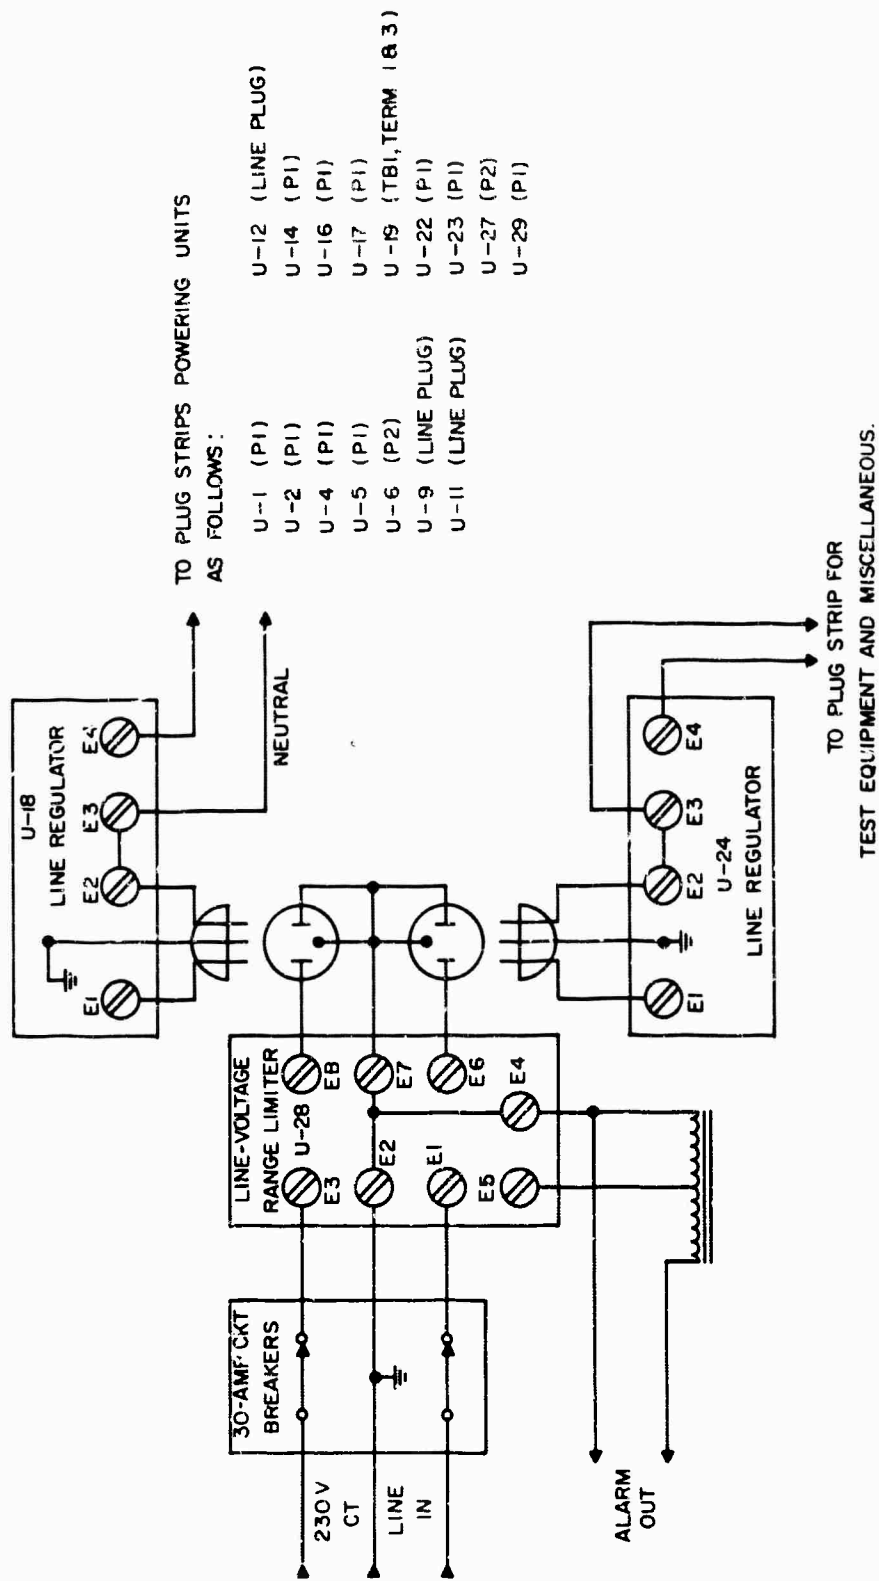 U-18
LINE REGULATOR
E1
E2
E3
E4
NEUTRAL
TO PLUG STRIPS POWERING UNITS
AS FOLLOWS:
U-1 (P1)
U-2 (P1)
U-4 (P1)
U-5 (P1)
U-6 (P2)
U-9 (LINE PLUG)
U-11 (LINE PLUG)
U-12 (LINE PLUG)
U-14 (P1)
U-16 (P1)
U-17 (P1)
U-19 (TB1, TERM 1 & 3)
U-22 (P1)
U-23 (P1)
U-27 (P2)
U-29 (P1)
30-AMP CKT
BREAKERS
230V
CT
LINE
IN
LINE-VOLTAGE
RANGE LIMITER
U-28
E3
E8
E2
E7
E1
E6
E5
E4
E1
E2
E3
E4
U-24
LINE REGULATOR
ALARM
OUT
TO PLUG STRIP FOR
TEST EQUIPMENT AND MISCELLANEOUS.